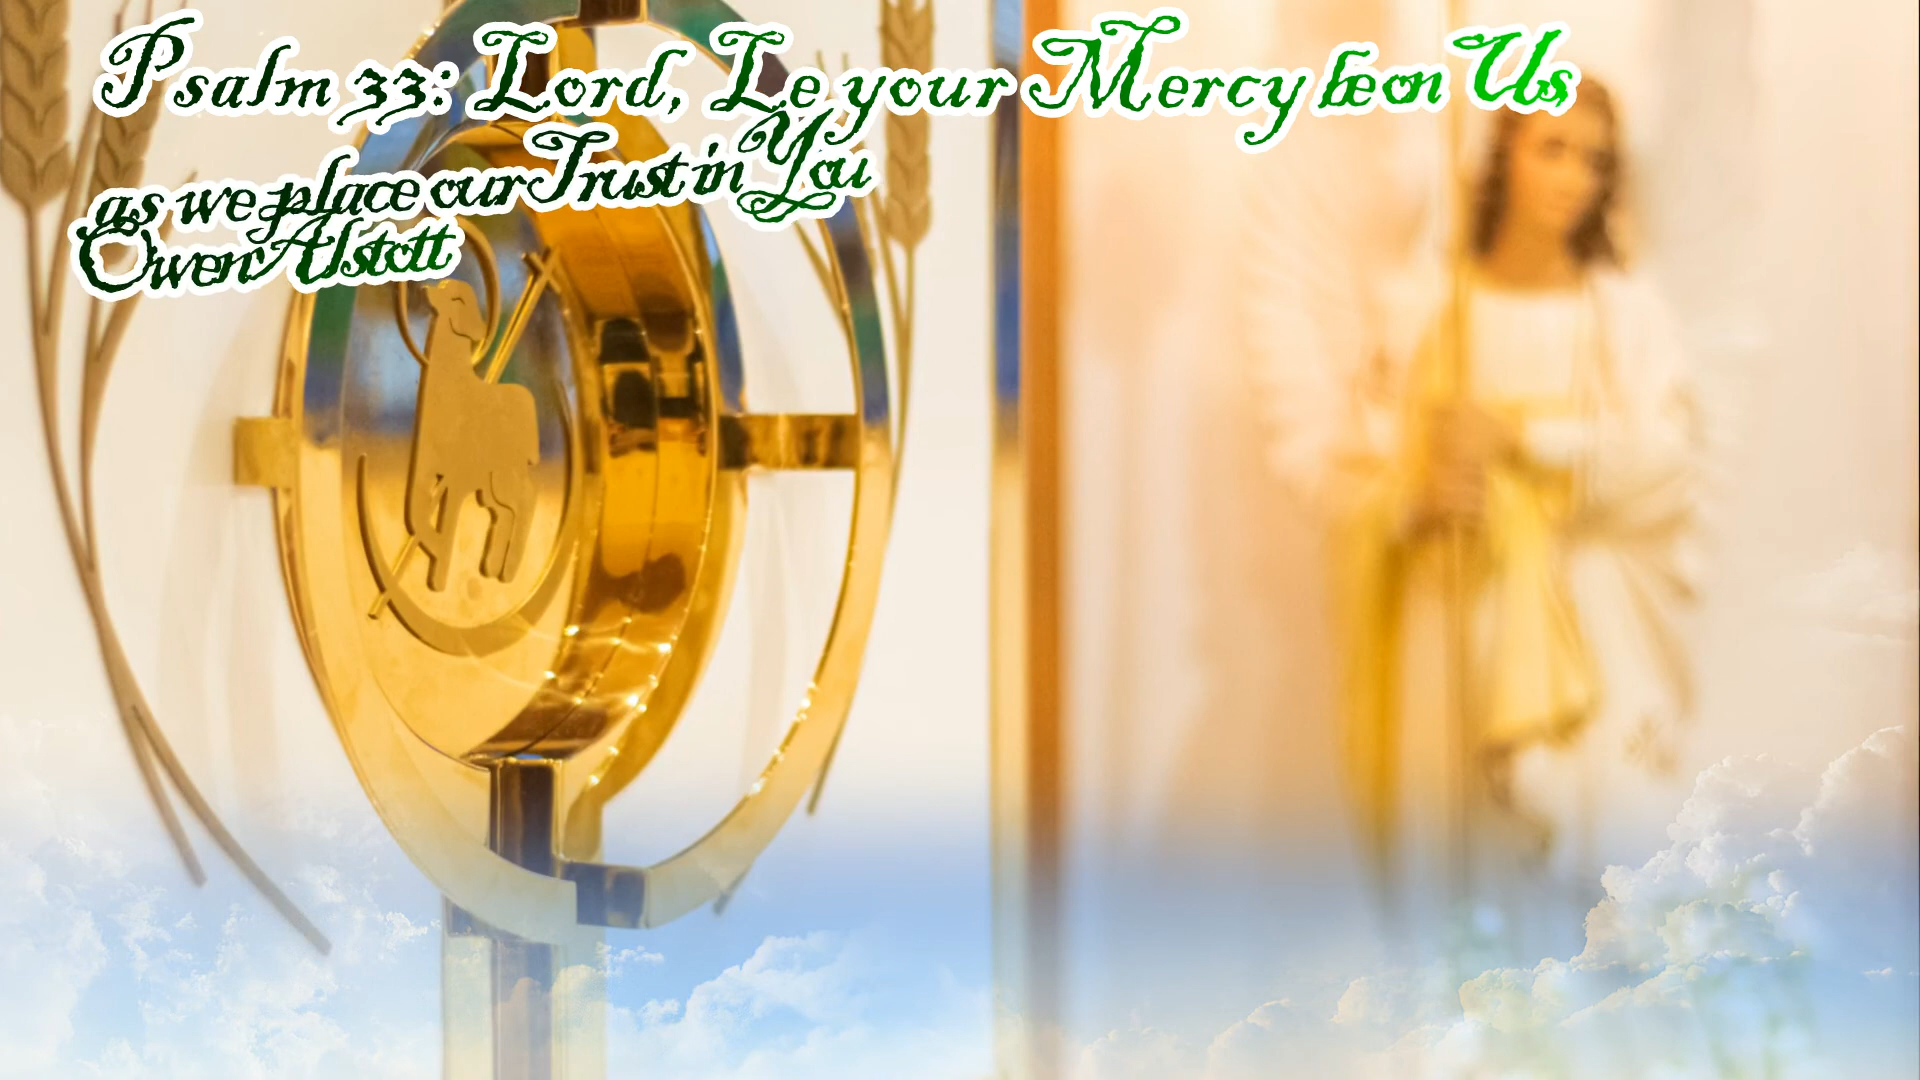 Psalm 33: Lord, Le your Mercy be on Us,
as we place our Trust in You
Owen Alstott